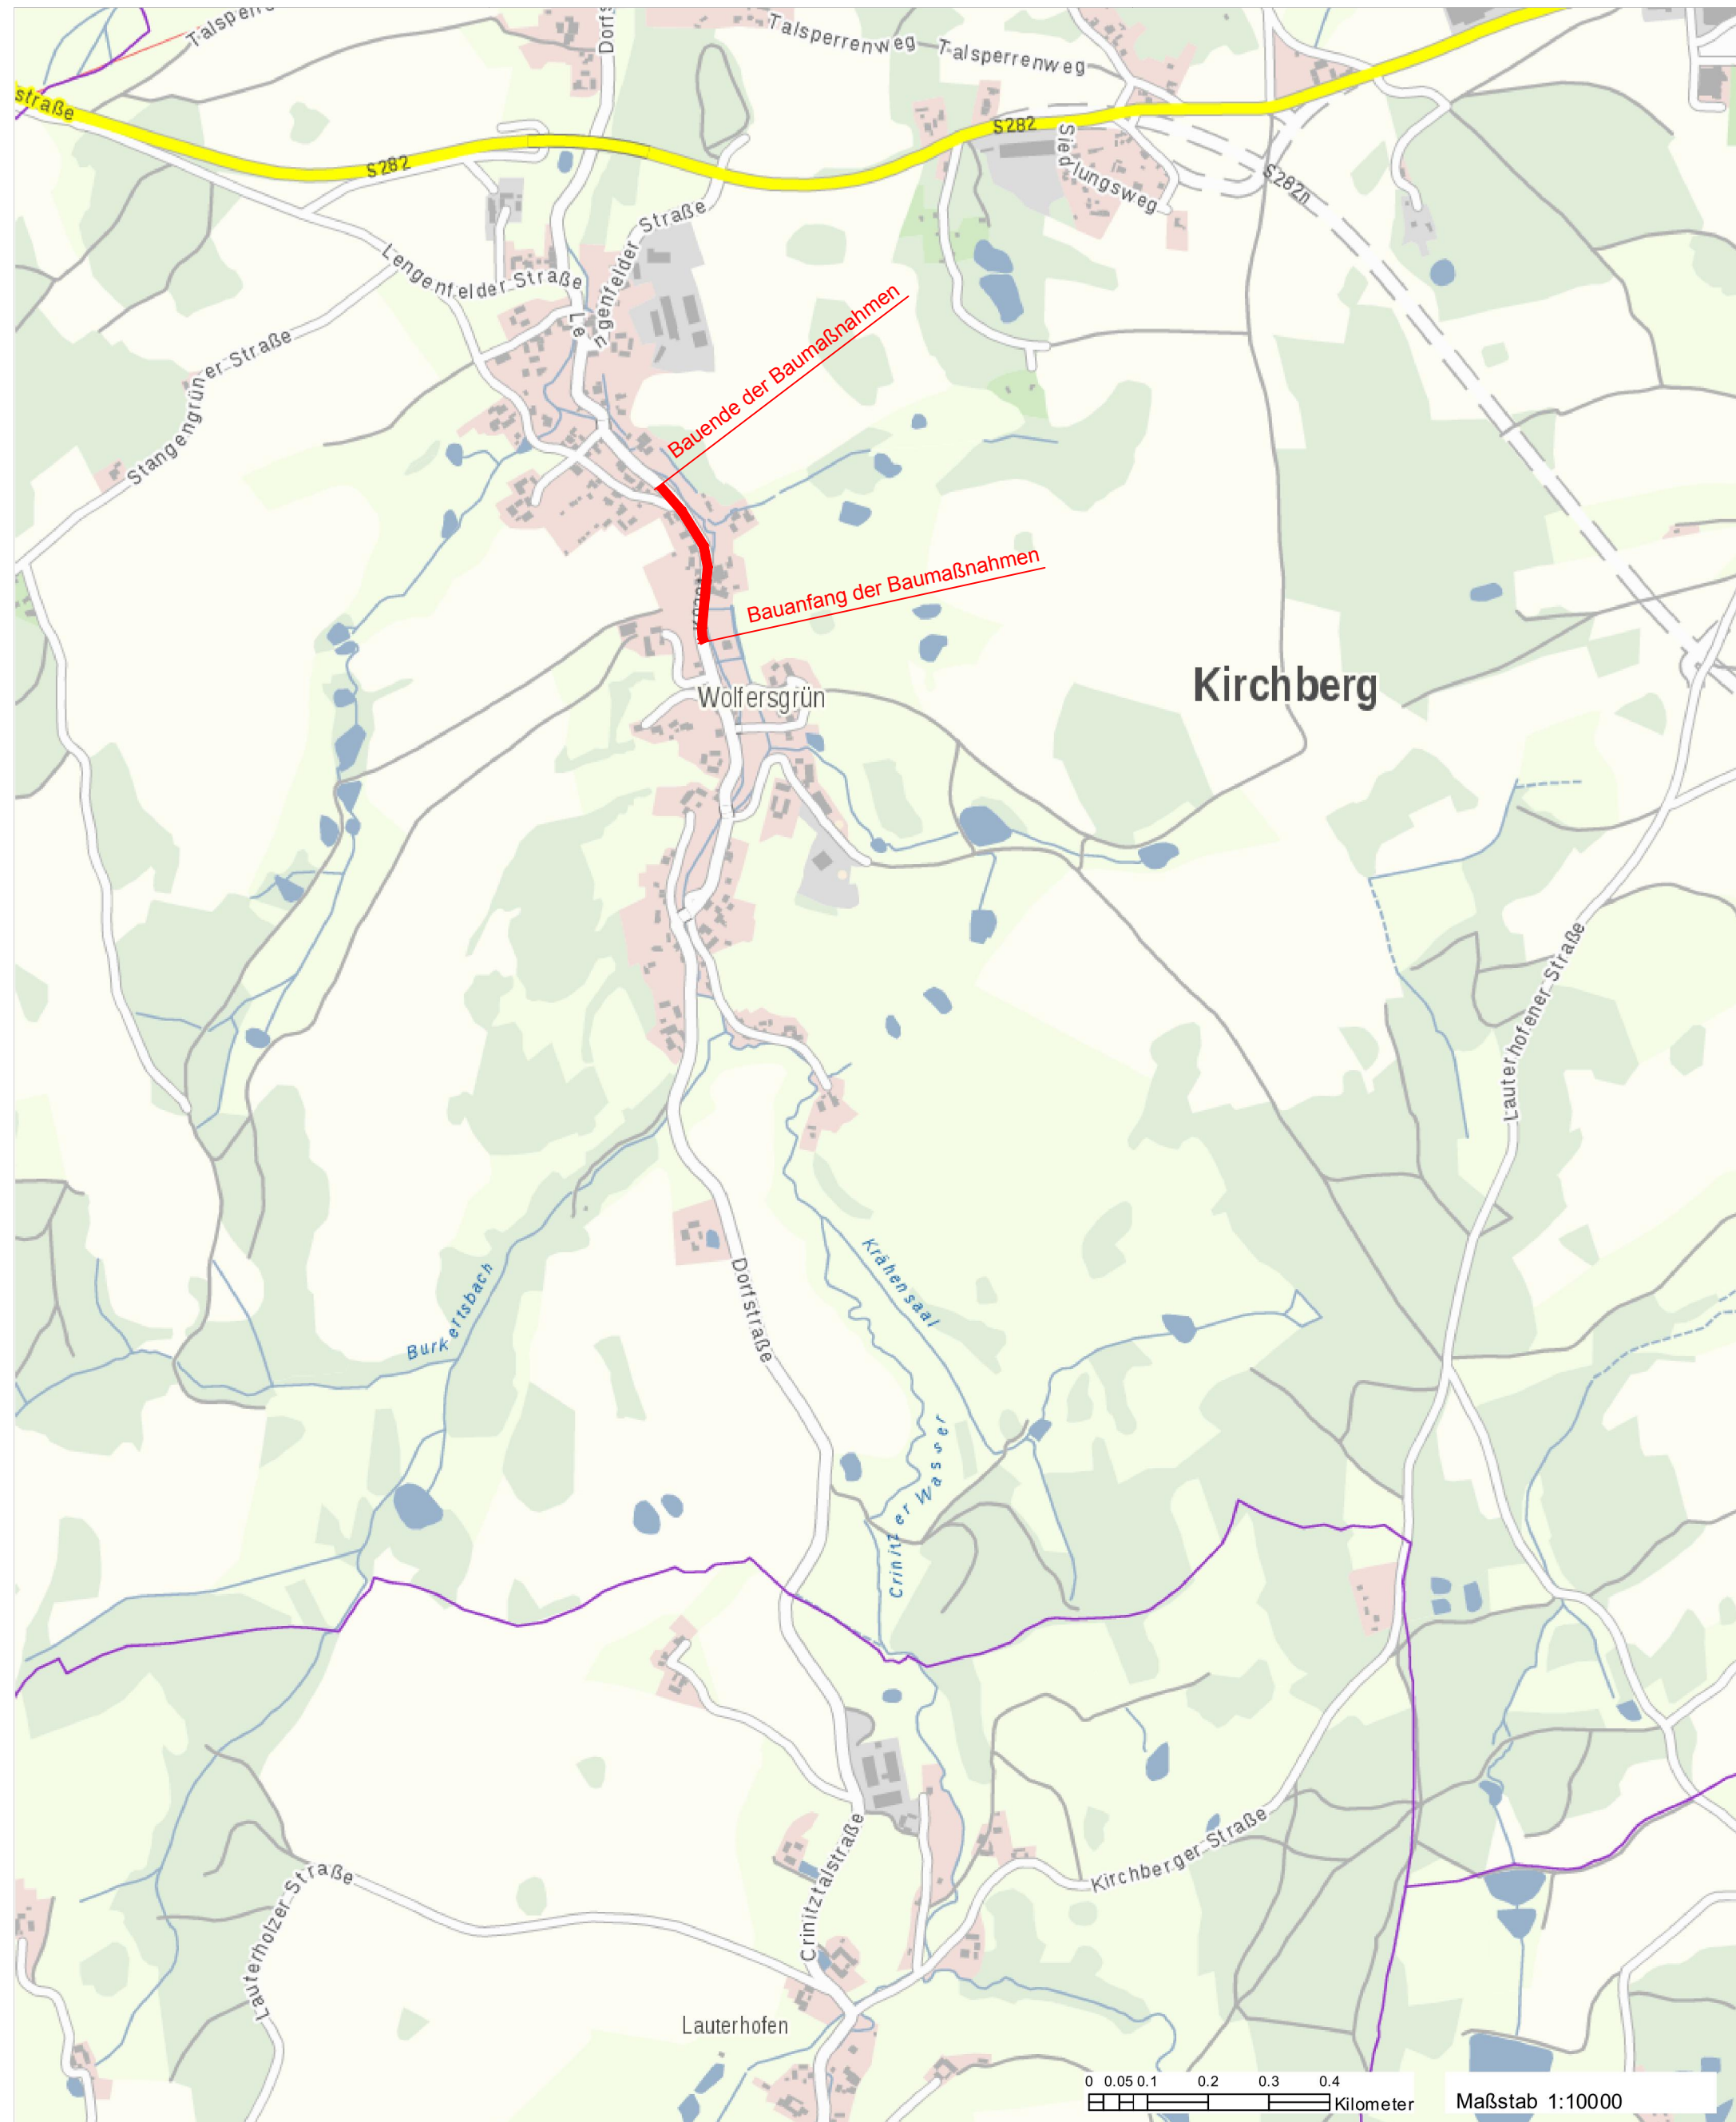 Talsperrenweg
Talsperrenweg
straße
S282
S282
Siedlungsweg
S282n
Lengenfelder Straße
Lengenfelder Straße
Stangengrüner Straße
Bauende der Baumaßnahmen
Bauanfang der Baumaßnahmen
Kirchberg
Wolfersgrün
Lauterhofener Straße
Krähensaal
Burkertsbach
Dorfstraße
Crinitzer Wasser
Kirchberger Straße
Crinitztalstraße
Lauterholzer Straße
Lauterhofen
0 0.05 0.1 0.2 0.3 0.4
Kilometer
Maßstab 1:10000